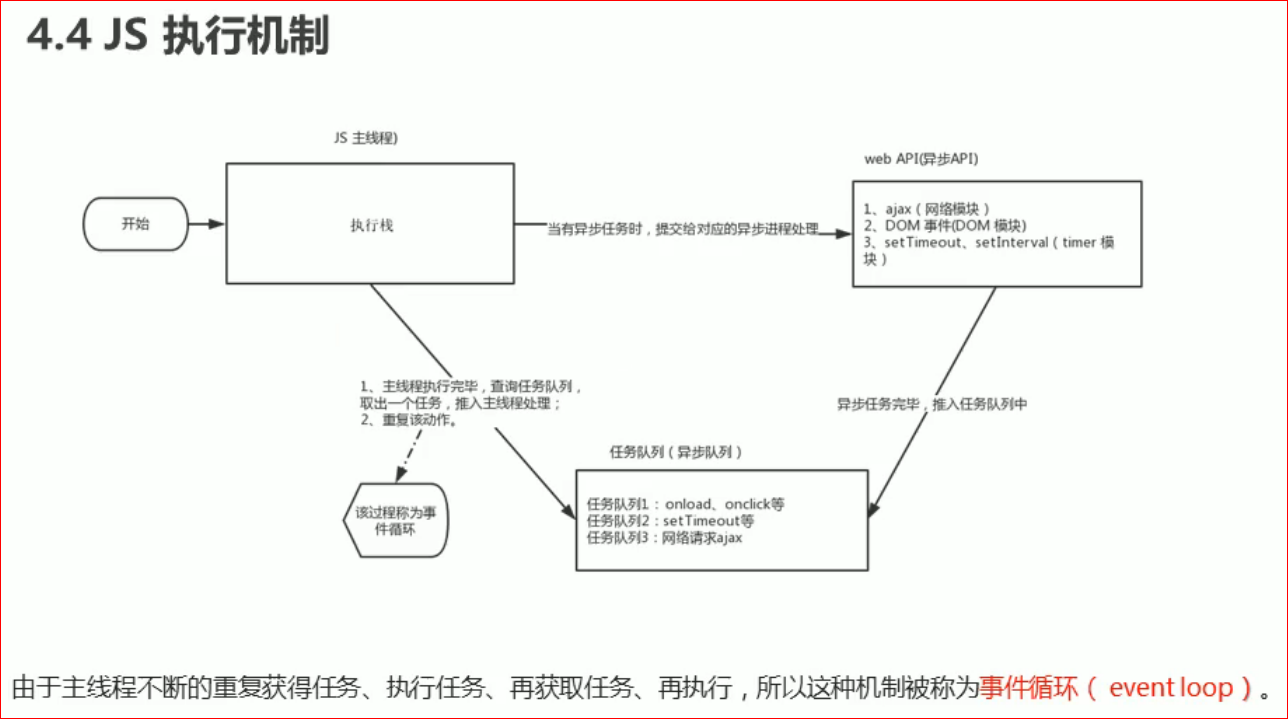 4.4 JS 执行机制
JS 主线程)
web API(异步API)
开始
执行栈
当有异步任务时，提交给对应的异步进程处理
1、ajax（网络模块）
2、DOM 事件(DOM 模块)
3、setTimeout、setInterval（timer 模
块）
1、主线程执行完毕，查询任务队列，
取出一个任务，推入主线程处理；
2、重复该动作。
异步任务完毕，推入任务队列中
任务队列（异步队列）
该过程称为事
件循环
任务队列1：onload、onclick等
任务队列2：setTimeout等
任务队列3：网络请求ajax
由于主线程不断的重复获得任务、执行任务、再获取任务、再执行，所以这种机制被称为事件循环（ event loop）。